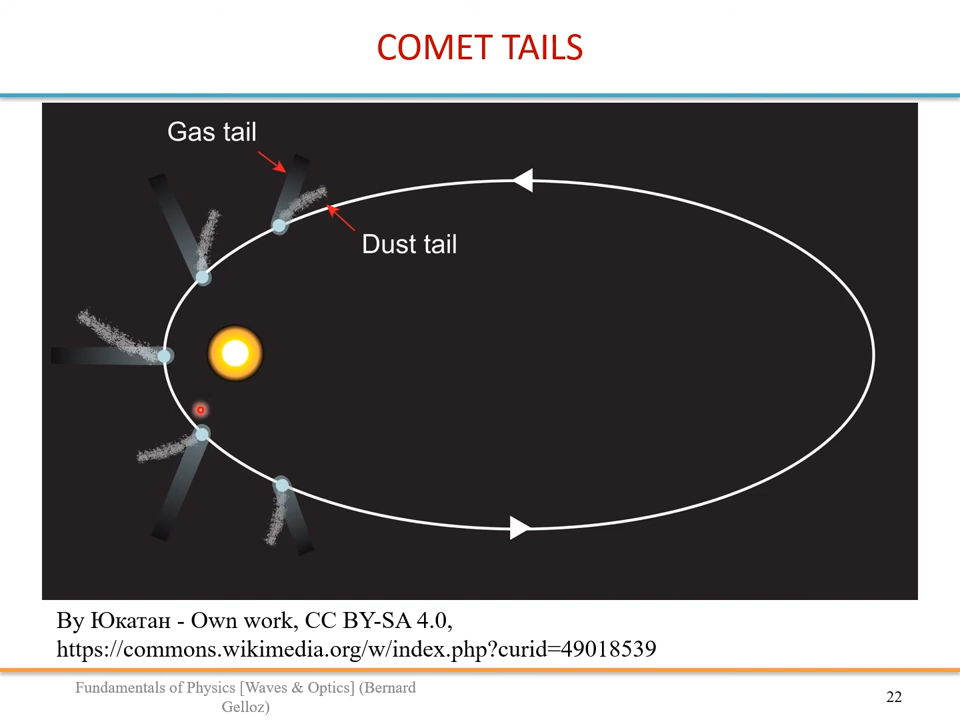 COMET TAILS
Gas tail
Dust tail
By Юкатан - Own work, CC BY-SA 4.0,
https://commons.wikimedia.org/w/index.php?curid=49018539
Fundamentals of Physics [Waves & Optics] (Bernard
Gelloz)
22